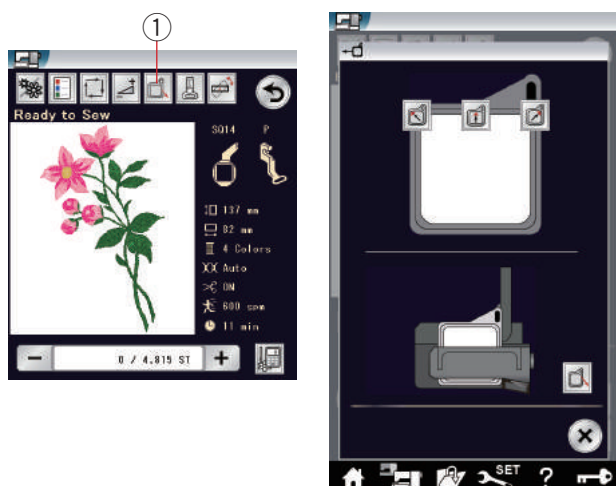 1
Ready to Sew
SQ14 P
137 mm
82 mm
4 Colors
Auto
ON
600 spm
11 min
− 0 / 4.815 ST +
SET
?